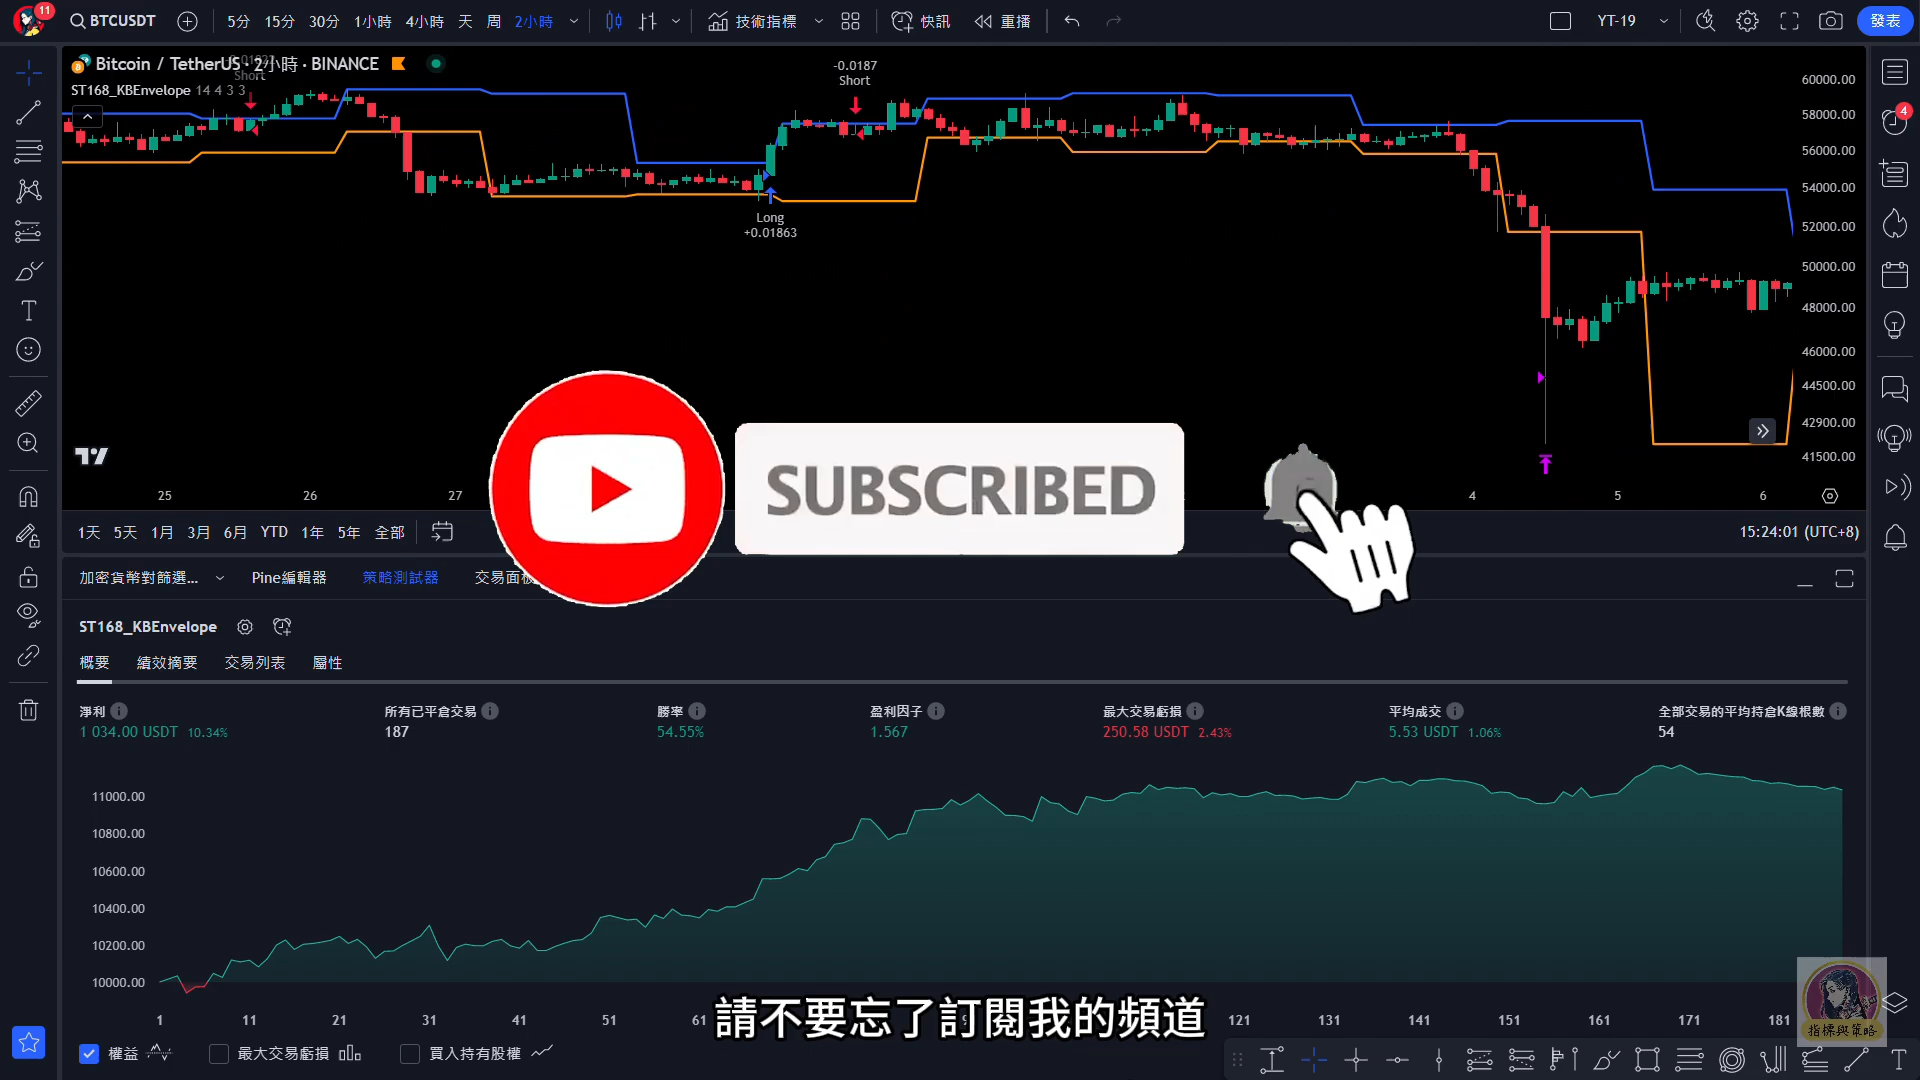 11
BTCUSDT
5分 15分 30分 1小時 4小時 天 周 2小時
技術指標
快訊
重播
YT-19
發表
Bitcoin / TetherUS · 2小時 · BINANCE
Short
ST168_KBEnvelope 14 4 3 3
-0.0187
Short
Long
+0.01863
60000.00
58000.00
56000.00
54000.00
52000.00
50000.00
48000.00
46000.00
44500.00
42900.00
41500.00
4
25 26 27 4 5 6
SUBSCRIBED
1天 5天 1月 3月 6月 YTD 1年 5年 全部
15:24:01 (UTC+8)
加密貨幣對篩選... Pine編輯器 策略測試器 交易面板
ST168_KBEnvelope
概要 績效摘要 交易列表 屬性
淨利 所有已平倉交易 勝率 盈利因子 最大交易虧損 平均成交 全部交易的平均持倉K線根數
1 034.00 USDT 10.34% 187 54.55% 1.567 250.58 USDT 2.43% 5.53 USDT 1.06% 54
11000.00
10800.00
10600.00
10400.00
10200.00
10000.00
1 11 21 31 41 51 61 121 131 141 151 161 171 181
請不要忘了訂閱我的頻道
指標與策略
權益 最大交易虧損 買入持有股權